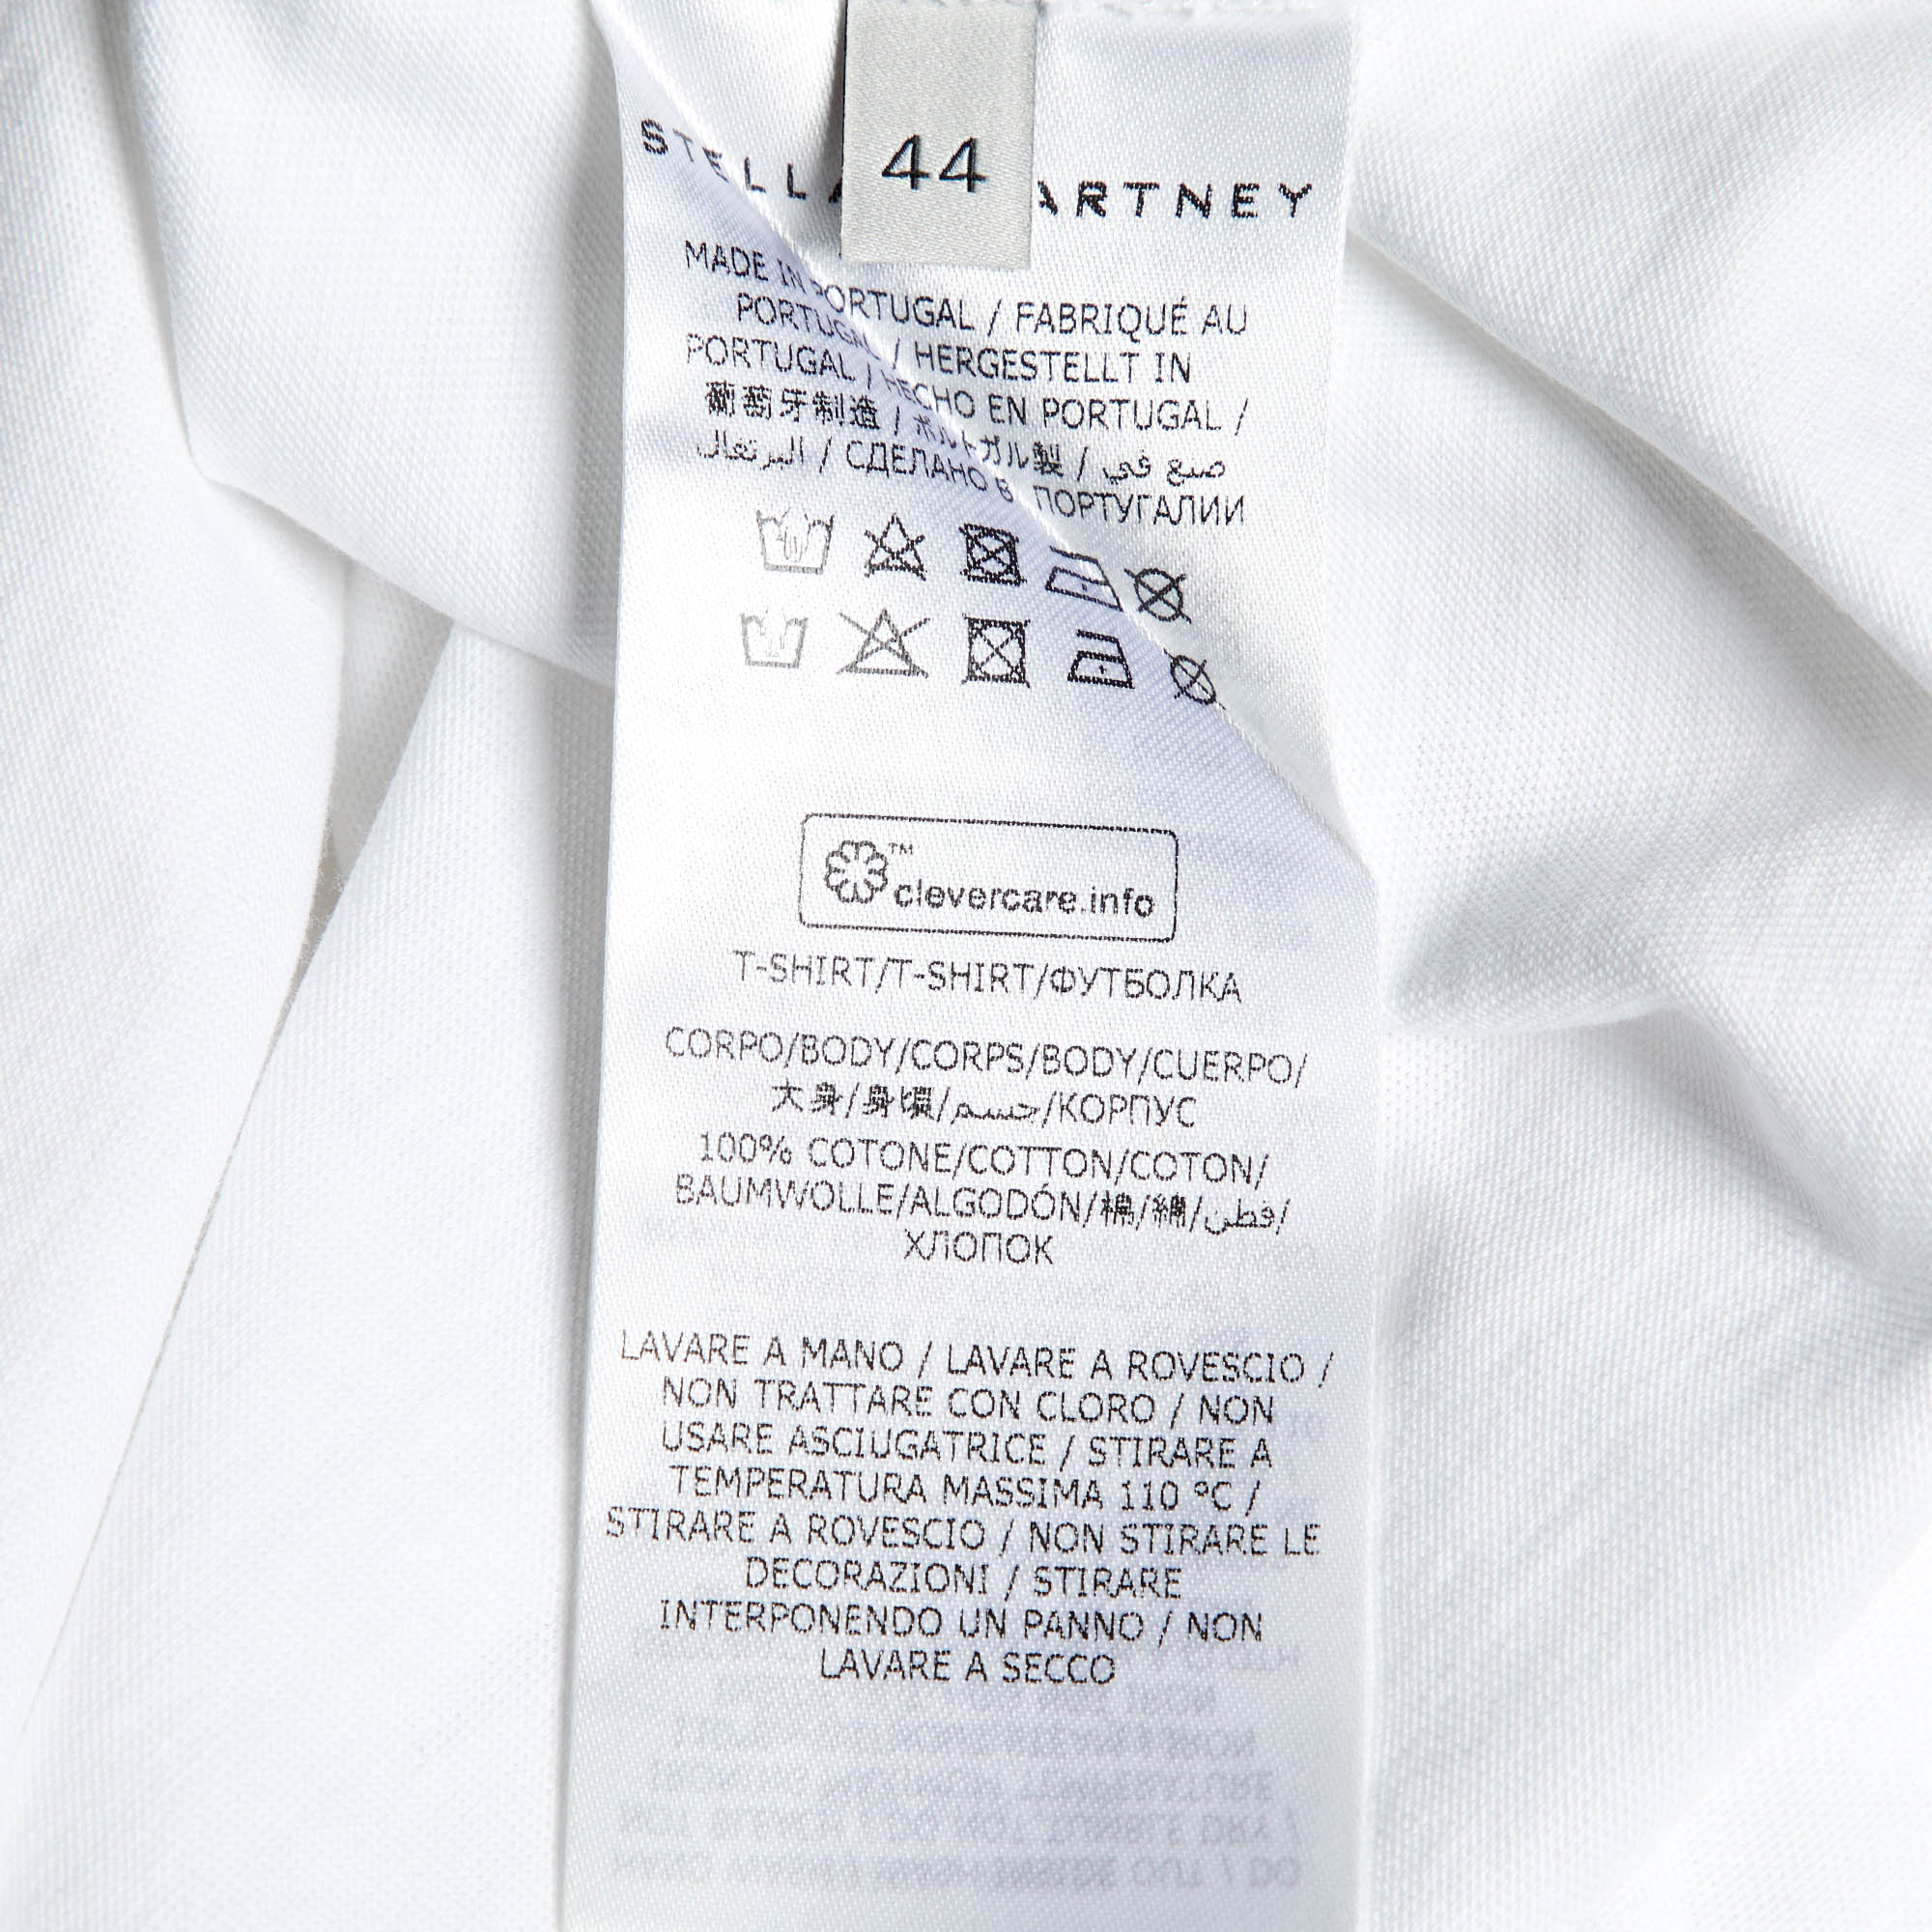 44
STELLA ARTNEY
MADE IN PORTUGAL / FABRIQUÉ AU
PORTUGAL / HERGESTELLT IN
PORTUGAL / HECHO EN PORTUGAL /
葡萄牙制造 / ポルトガル製 / صنع في
البرتغال / СДЕЛАНО В ПОРТУГАЛИИ
™
clevercare.info
T-SHIRT/T-SHIRT/ФУТБОЛКА
CORPO/BODY/CORPS/BODY/CUERPO/
大身/身頃/جسم/КОРПУС
100% COTONE/COTTON/COTON/
BAUMWOLLE/ALGODÓN/棉/綿/قطن/
ХЛОПОК
LAVARE A MANO / LAVARE A ROVESCIO /
NON TRATTARE CON CLORO / NON
USARE ASCIUGATRICE / STIRARE A
TEMPERATURA MASSIMA 110 °C /
STIRARE A ROVESCIO / NON STIRARE LE
DECORAZIONI / STIRARE
INTERPONENDO UN PANNO / NON
LAVARE A SECCO